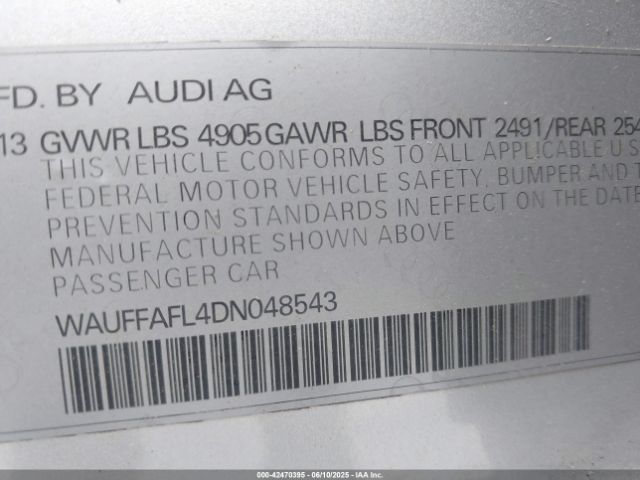 FD. BY AUDI AG
13 GVWR LBS 4905 GAWR LBS FRONT 2491/REAR 254
THIS VEHICLE CONFORMS TO ALL APPLICABLE U S
FEDERAL MOTOR VEHICLE SAFETY, BUMPER AND T
PREVENTION STANDARDS IN EFFECT ON THE DATE
MANUFACTURE SHOWN ABOVE
PASSENGER CAR
WAUFFAFL4DN048543
000-42470395 - 06/10/2025 - IAA Inc.